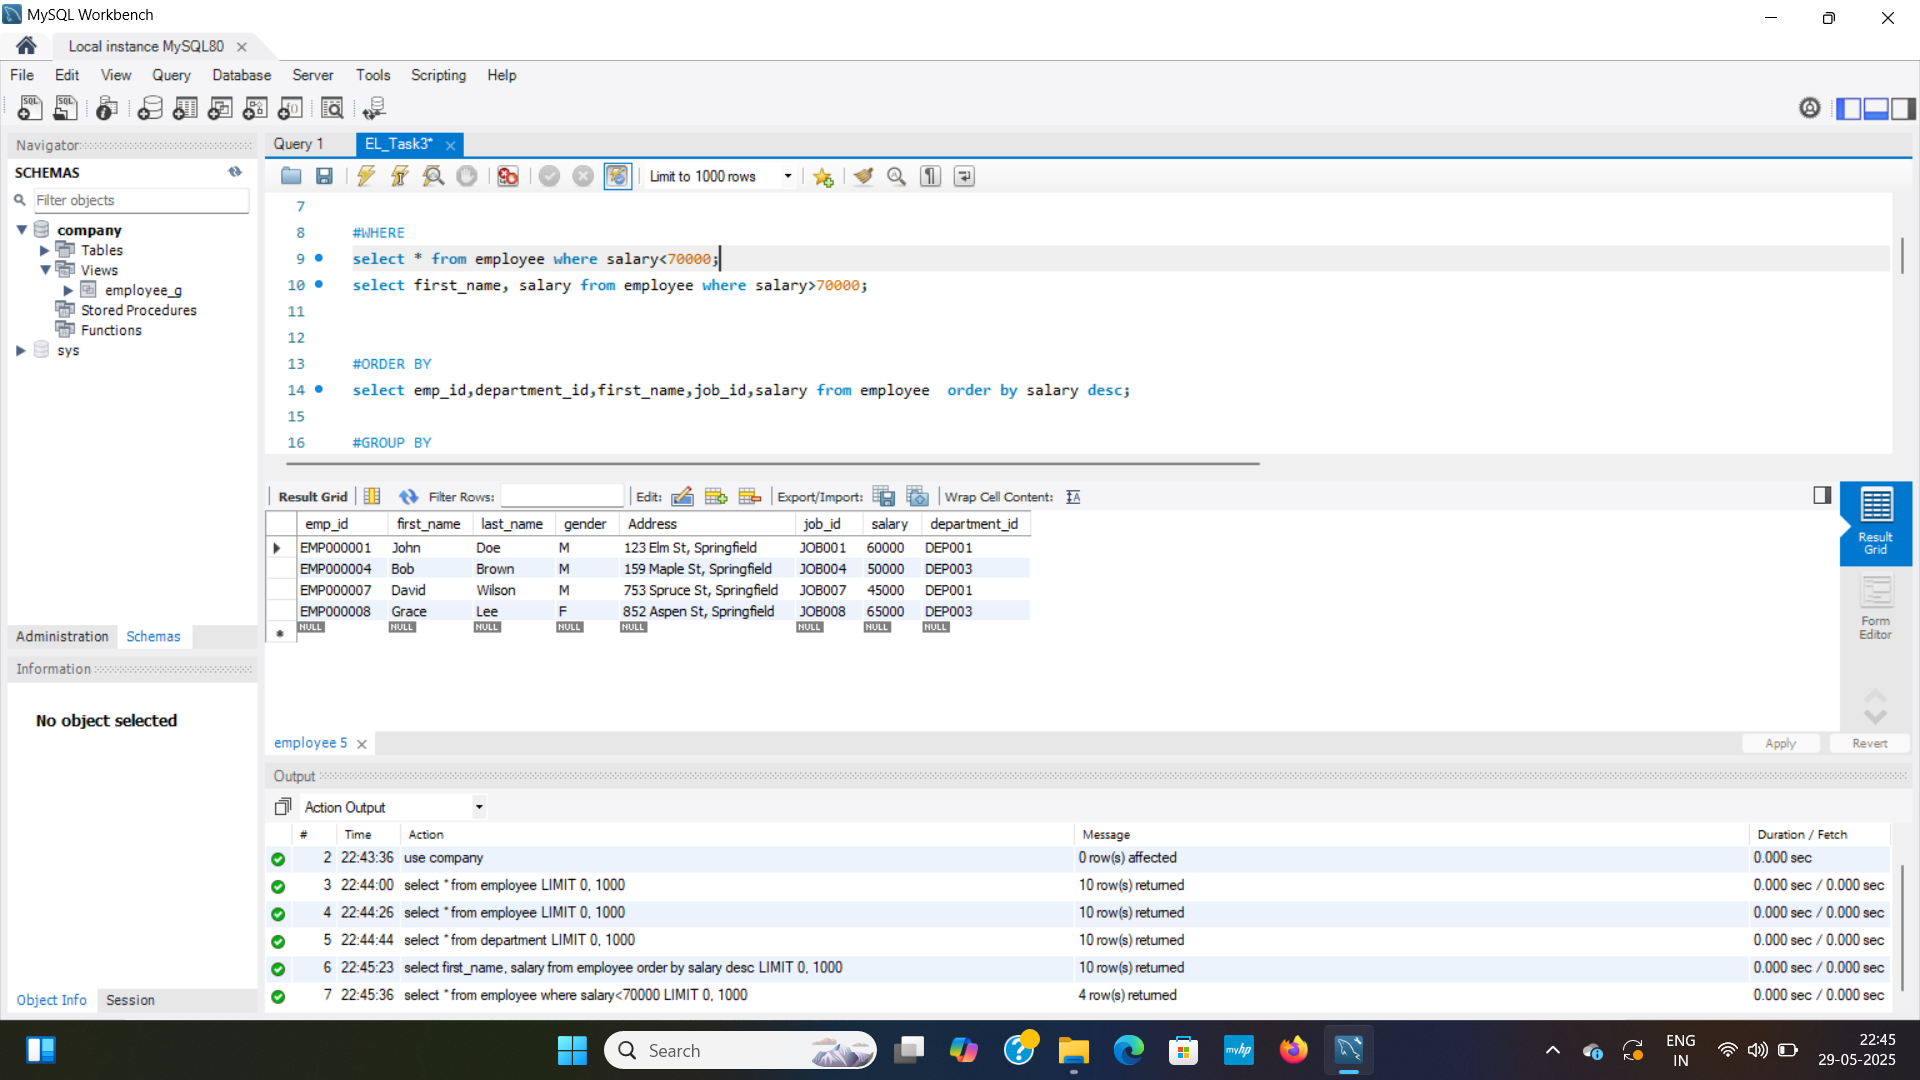 MySQL Workbench
Local instance MySQL80
File Edit View Query Database Server Tools Scripting Help
Navigator
SCHEMAS
Filter objects
company
Tables
Views
employee_g
Stored Procedures
Functions
sys
Administration Schemas
Information
No object selected
Object Info Session
Query 1 EL_Task3*
Limit to 1000 rows
7
8 #WHERE
9 select * from employee where salary<70000;
10 select first_name, salary from employee where salary>70000;
11
12
13 #ORDER BY
14 select emp_id,department_id,first_name,job_id,salary from employee  order by salary desc;
15
16 #GROUP BY
Result Grid Filter Rows: Edit: Export/Import: Wrap Cell Content:
emp_id first_name last_name gender Address job_id salary department_id
EMP000001 John Doe M 123 Elm St, Springfield JOB001 60000 DEP001
EMP000004 Bob Brown M 159 Maple St, Springfield JOB004 50000 DEP003
EMP000007 David Wilson M 753 Spruce St, Springfield JOB007 45000 DEP001
EMP000008 Grace Lee F 852 Aspen St, Springfield JOB008 65000 DEP003
NULL NULL NULL NULL NULL NULL NULL NULL
Result
Grid
Form
Editor
employee 5
Apply Revert
Output
Action Output
# Time Action Message Duration / Fetch
2 22:43:36 use company 0 row(s) affected 0.000 sec
3 22:44:00 select * from employee LIMIT 0, 1000 10 row(s) returned 0.000 sec / 0.000 sec
4 22:44:26 select * from employee LIMIT 0, 1000 10 row(s) returned 0.000 sec / 0.000 sec
5 22:44:44 select * from department LIMIT 0, 1000 10 row(s) returned 0.000 sec / 0.000 sec
6 22:45:23 select first_name, salary from employee order by salary desc LIMIT 0, 1000 10 row(s) returned 0.000 sec / 0.000 sec
7 22:45:36 select * from employee where salary<70000 LIMIT 0, 1000 4 row(s) returned 0.000 sec / 0.000 sec
Search
myhp
ENG
IN
22:45
29-05-2025